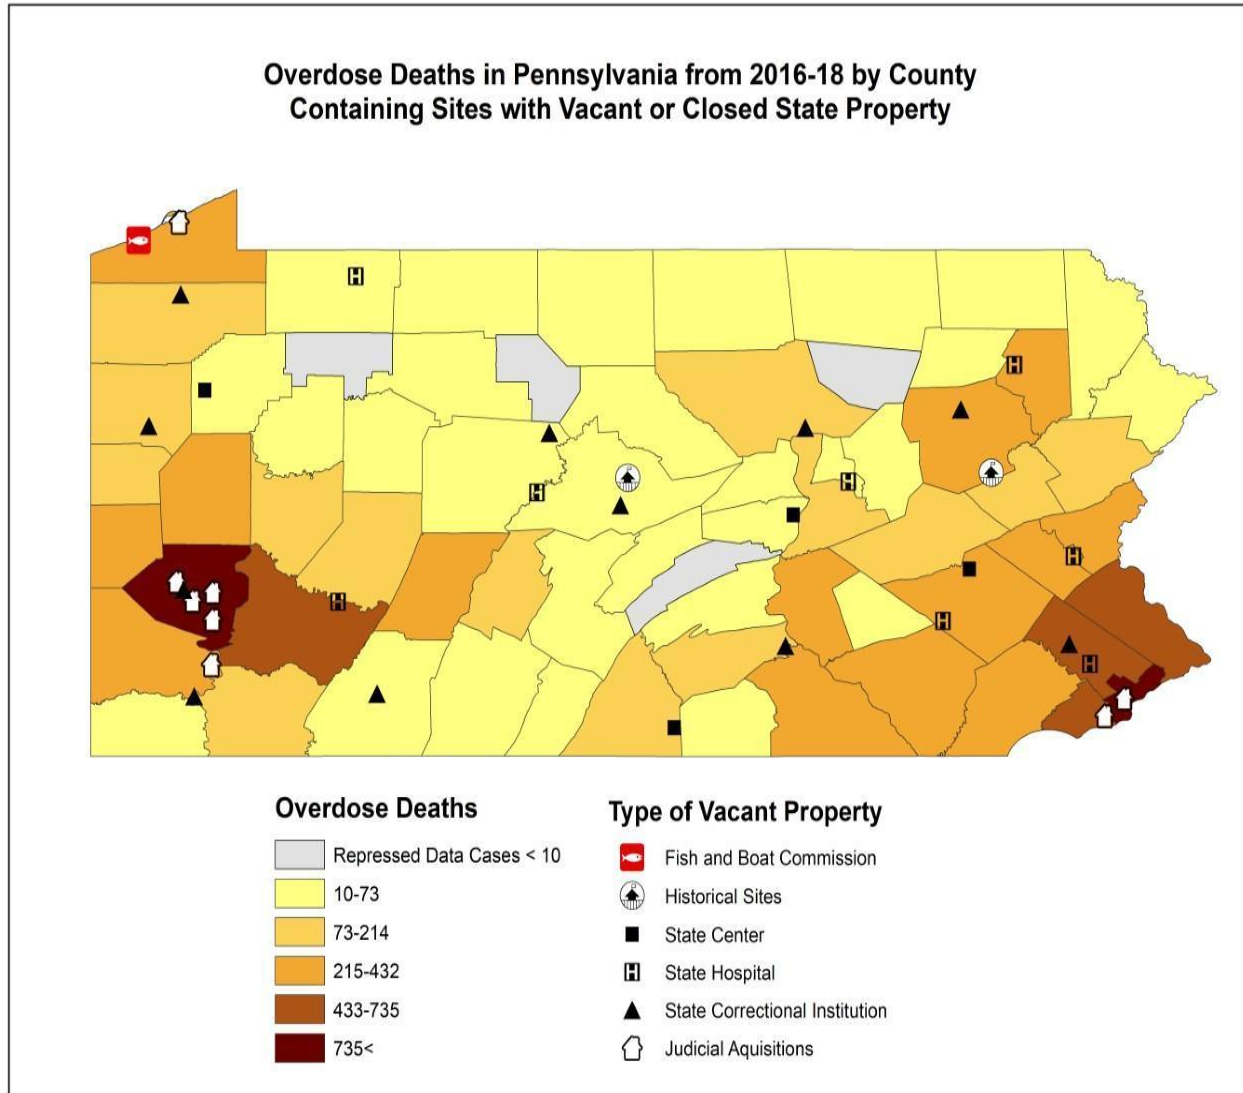 Overdose Deaths in Pennsylvania from 2016-18 by County
Containing Sites with Vacant or Closed State Property
Overdose Deaths
Repressed Data Cases < 10
10-73
73-214
215-432
433-735
735<
Type of Vacant Property
Fish and Boat Commission
Historical Sites
State Center
State Hospital
State Correctional Institution
Judicial Aquisitions